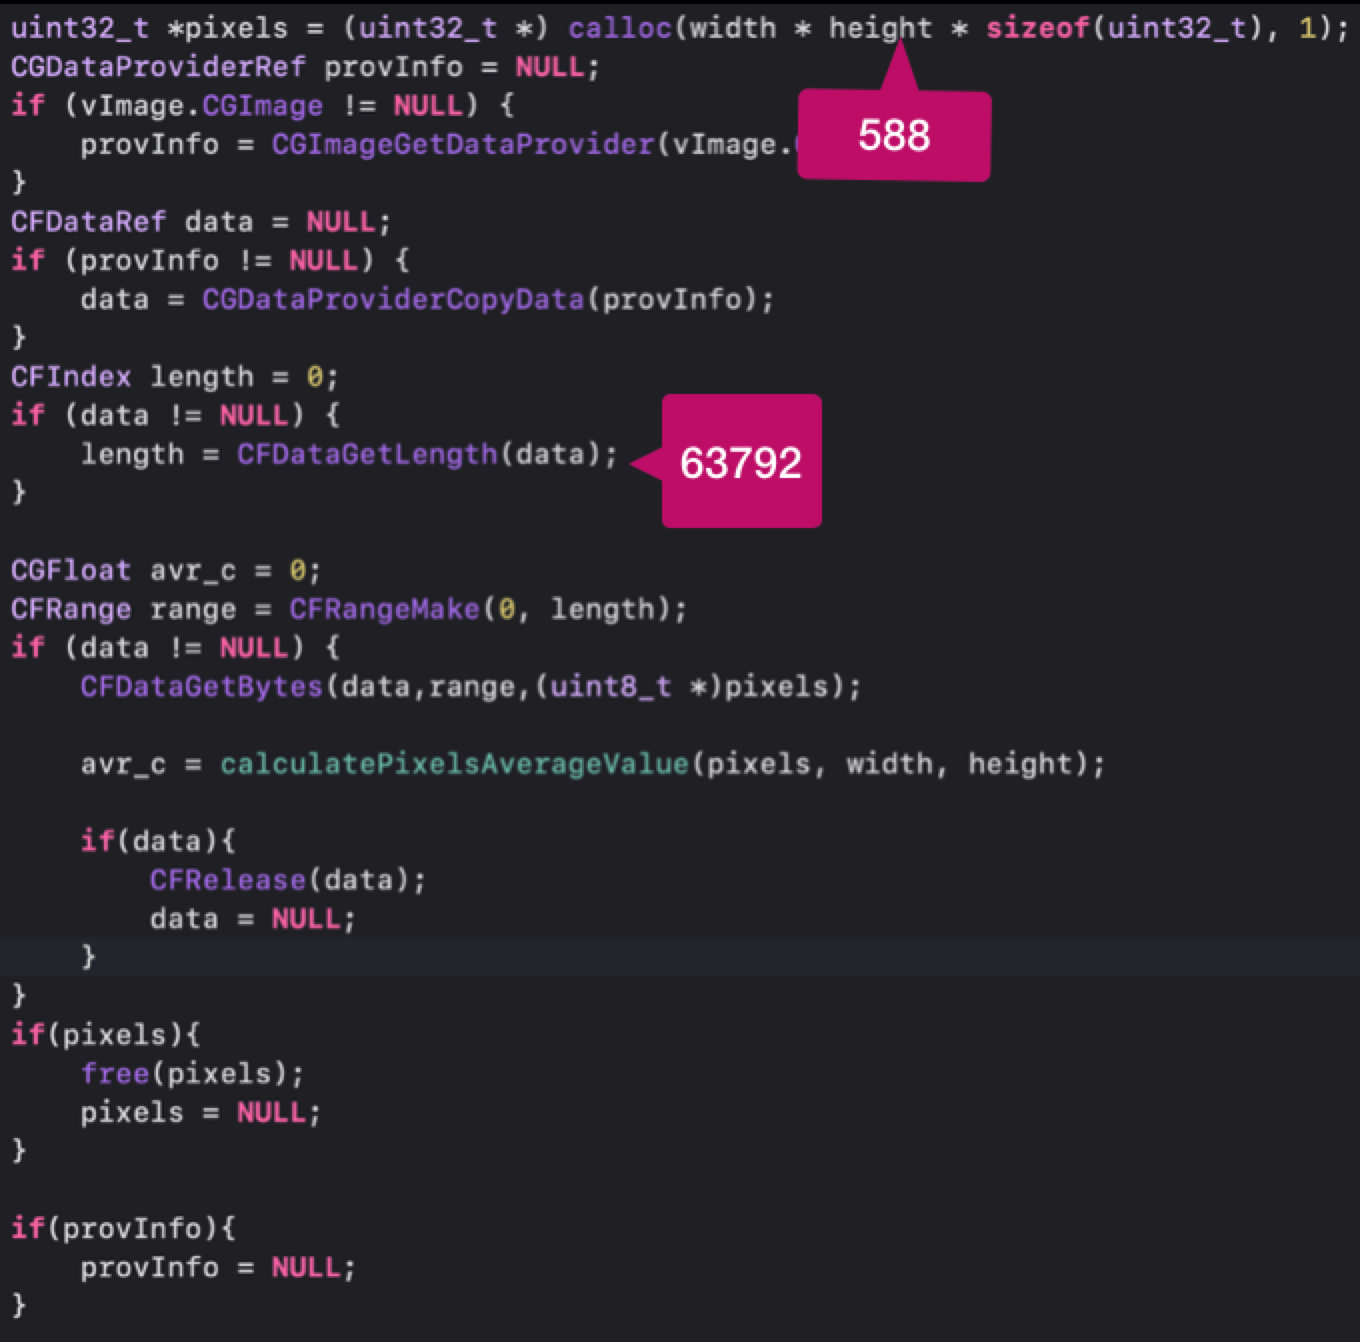 uint32_t *pixels = (uint32_t *) calloc(width * height * sizeof(uint32_t), 1);
CGDataProviderRef provInfo = NULL;
if (vImage.CGImage != NULL) {
    provInfo = CGImageGetDataProvider(vImage.
588
}
CFDataRef data = NULL;
if (provInfo != NULL) {
    data = CGDataProviderCopyData(provInfo);
}
CFIndex length = 0;
if (data != NULL) {
    length = CFDataGetLength(data);
63792
}
CGFloat avr_c = 0;
CFRange range = CFRangeMake(0, length);
if (data != NULL) {
    CFDataGetBytes(data,range,(uint8_t *)pixels);
    avr_c = calculatePixelsAverageValue(pixels, width, height);
    if(data){
        CFRelease(data);
        data = NULL;
    }
}
if(pixels){
    free(pixels);
    pixels = NULL;
}
if(provInfo){
    provInfo = NULL;
}